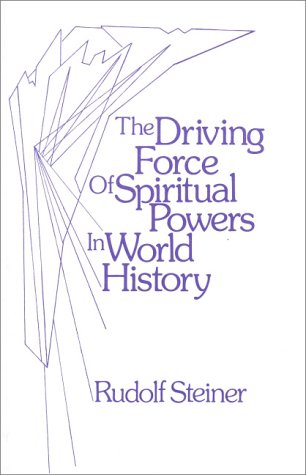 The Driving
Force
Of Spiritual
Powers
In World
History
Rudolf Steiner